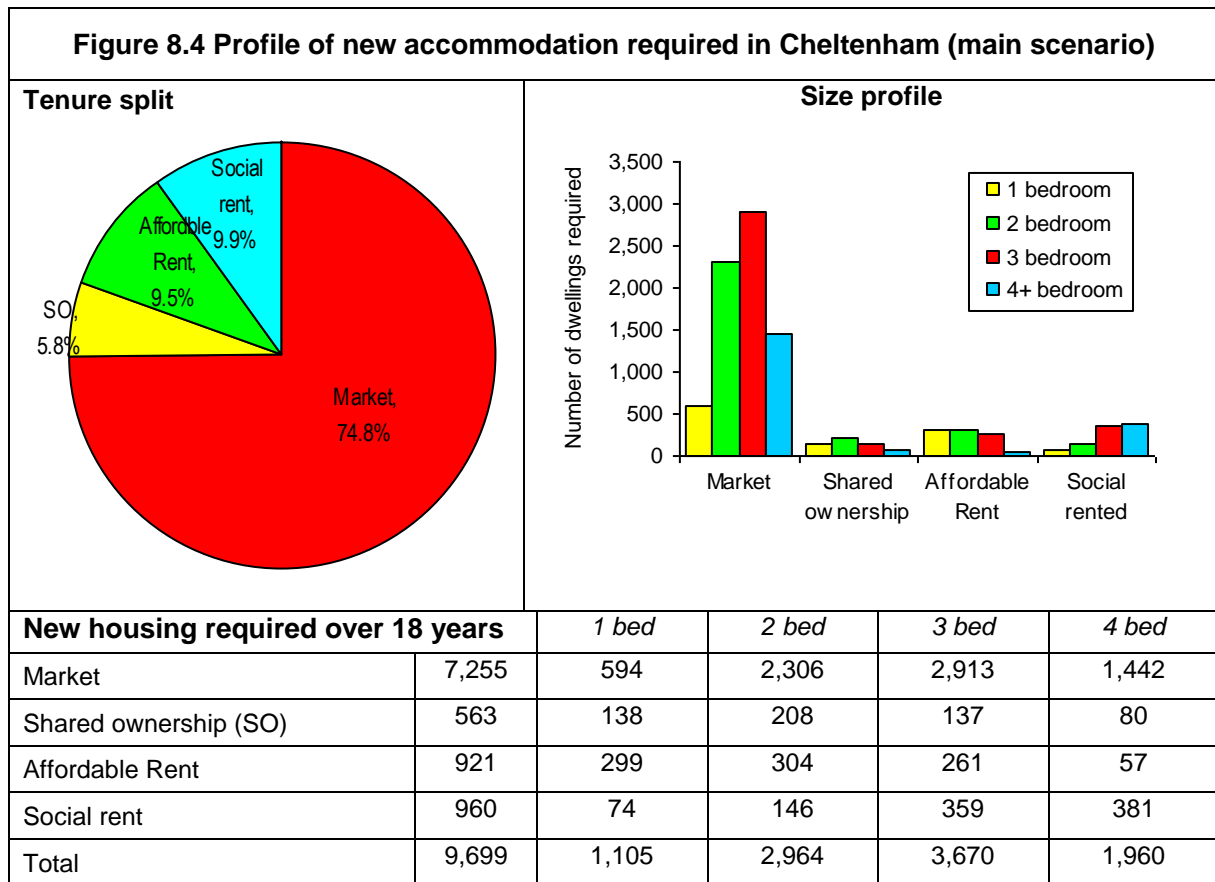 Figure 8.4 Profile of new accommodation required in Cheltenham (main scenario)
Tenure split
Social
rent,
9.9%
Affordble
Rent,
9.5%
SO,
5.8%
Market,
74.8%
Size profile
Number of dwellings required
3,500
3,000
2,500
2,000
1,500
1,000
500
0
1 bedroom
2 bedroom
3 bedroom
4+ bedroom
Market
Shared
ow nership
Affordable
Rent
Social
rented
New housing required over 18 years 1 bed 2 bed 3 bed 4 bed
Market 7,255 594 2,306 2,913 1,442
Shared ownership (SO) 563 138 208 137 80
Affordable Rent 921 299 304 261 57
Social rent 960 74 146 359 381
Total 9,699 1,105 2,964 3,670 1,960